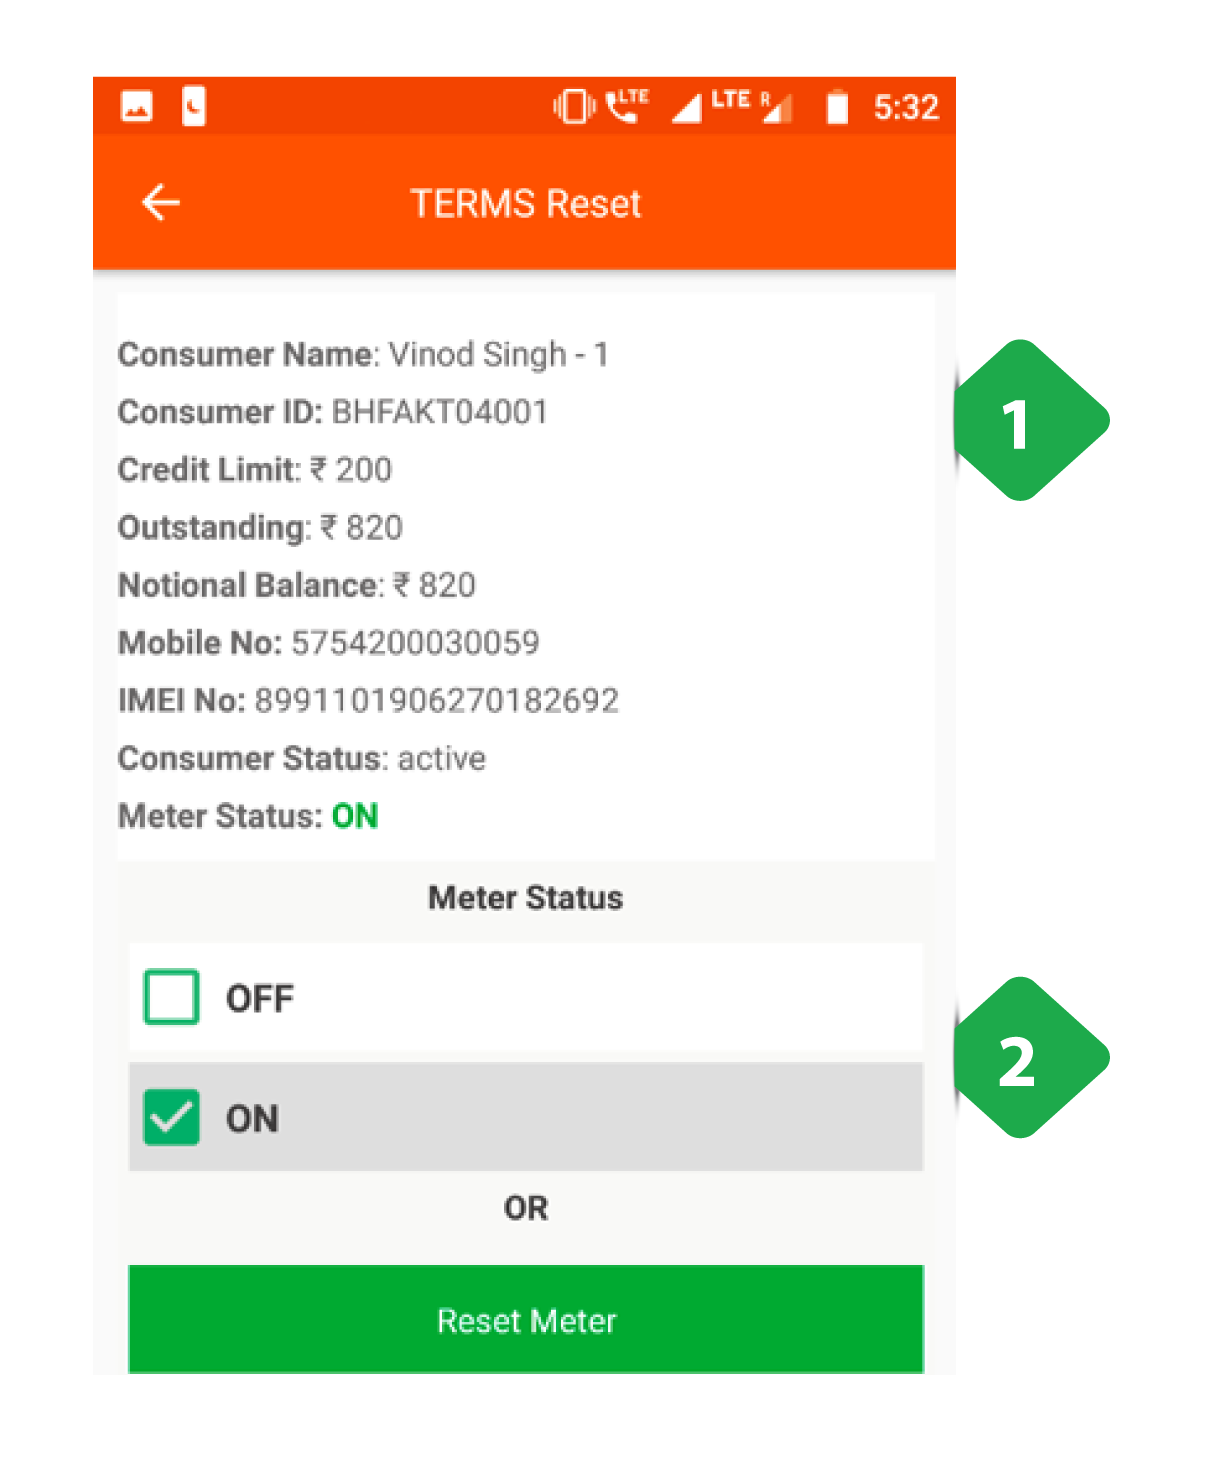 LTE LTE R 5:32
TERMS Reset
Consumer Name: Vinod Singh - 1
Consumer ID: BHFAKT04001
Credit Limit: ₹ 200
Outstanding: ₹ 820
Notional Balance: ₹ 820
Mobile No: 5754200030059
IMEI No: 8991101906270182692
Consumer Status: active
Meter Status: ON
1
Meter Status
OFF
ON
2
OR
Reset Meter